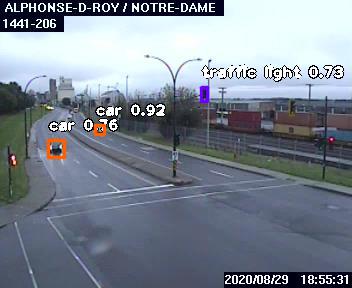 ALPHONSE-D-ROY / NOTRE-DAME
1441-206
traffic light 0.73
car 0.92
car 0.76
2020/08/29 18:55:31